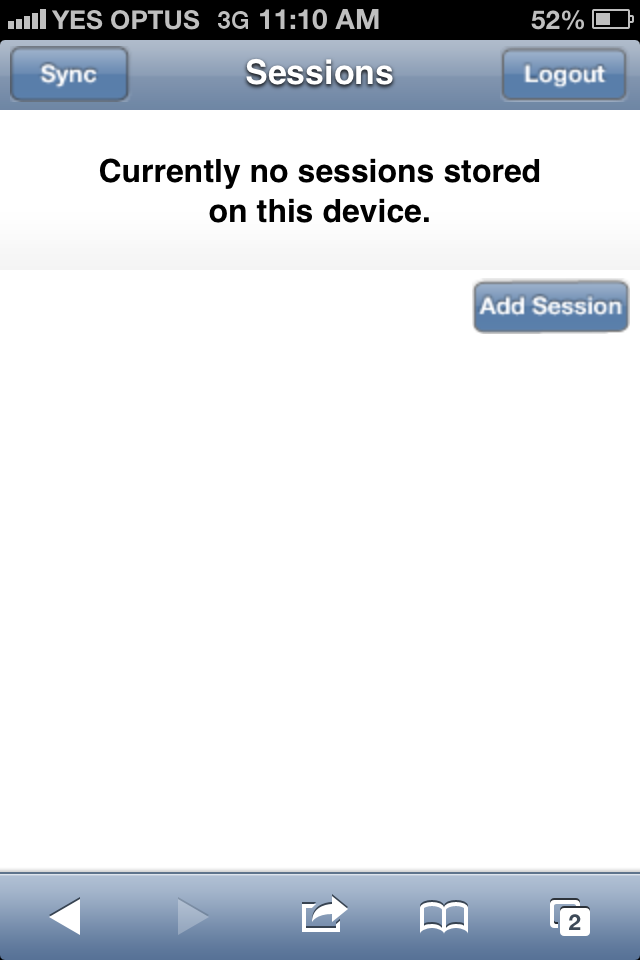 YES OPTUS 3G 11:10 AM 52%
Sync Sessions Logout
Currently no sessions stored
on this device.
Add Session
2